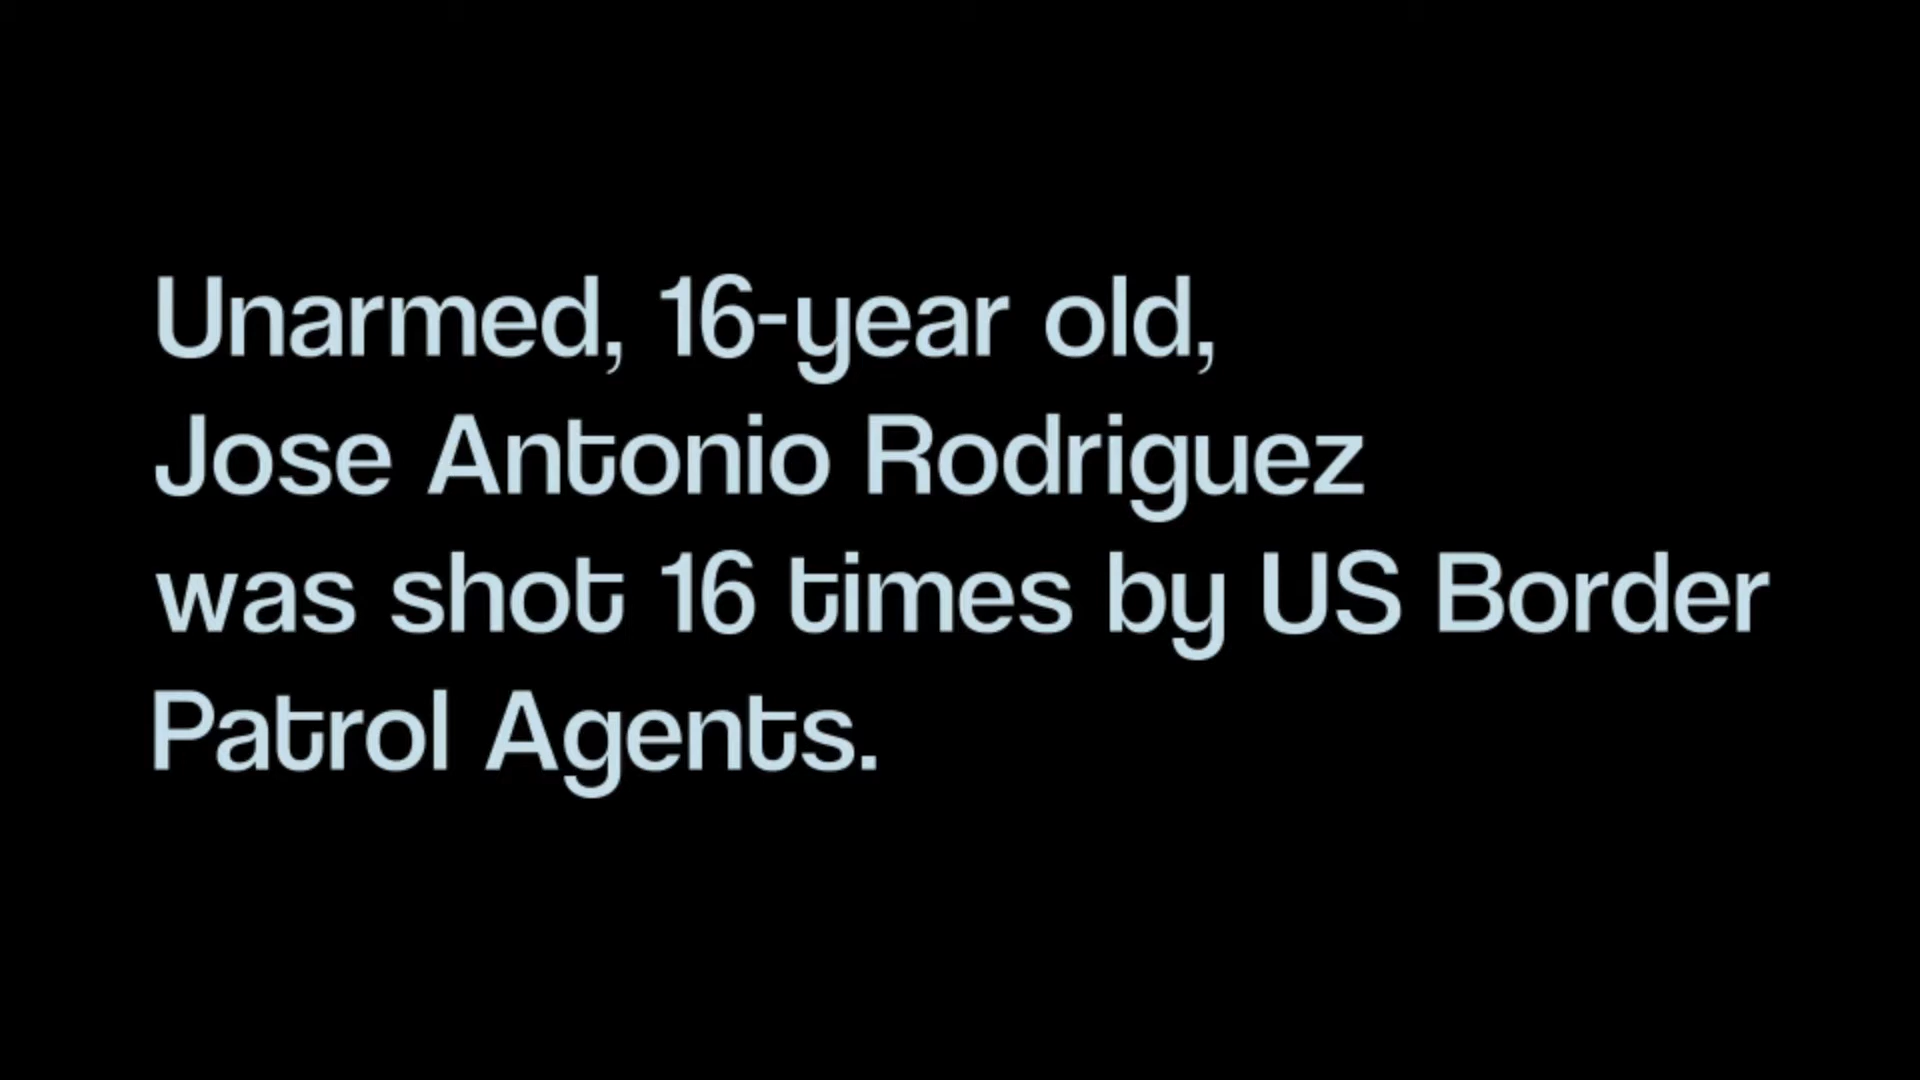 Unarmed, 16-year old,
Jose Antonio Rodriguez
was shot 16 times by US Border
Patrol Agents.